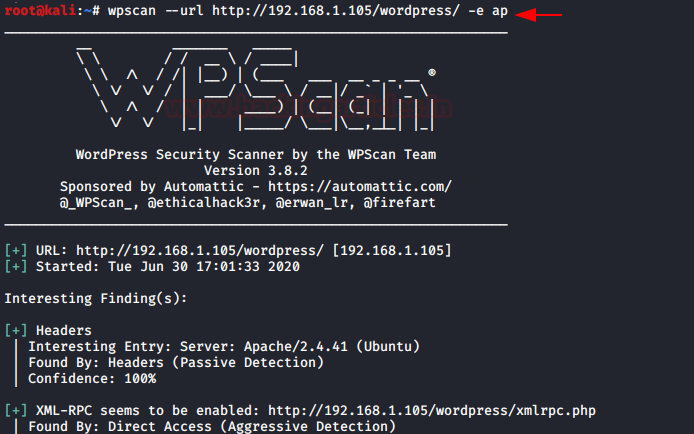 root@kali:~# wpscan --url http://192.168.1.105/wordpress/ -e ap
WPScan ®
WordPress Security Scanner by the WPScan Team
Version 3.8.2
Sponsored by Automattic - https://automattic.com/
@_WPScan_, @ethicalhack3r, @erwan_lr, @firefart
[+] URL: http://192.168.1.105/wordpress/ [192.168.1.105]
[+] Started: Tue Jun 30 17:01:33 2020
Interesting Finding(s):
[+] Headers
| Interesting Entry: Server: Apache/2.4.41 (Ubuntu)
| Found By: Headers (Passive Detection)
| Confidence: 100%
[+] XML-RPC seems to be enabled: http://192.168.1.105/wordpress/xmlrpc.php
| Found By: Direct Access (Aggressive Detection)